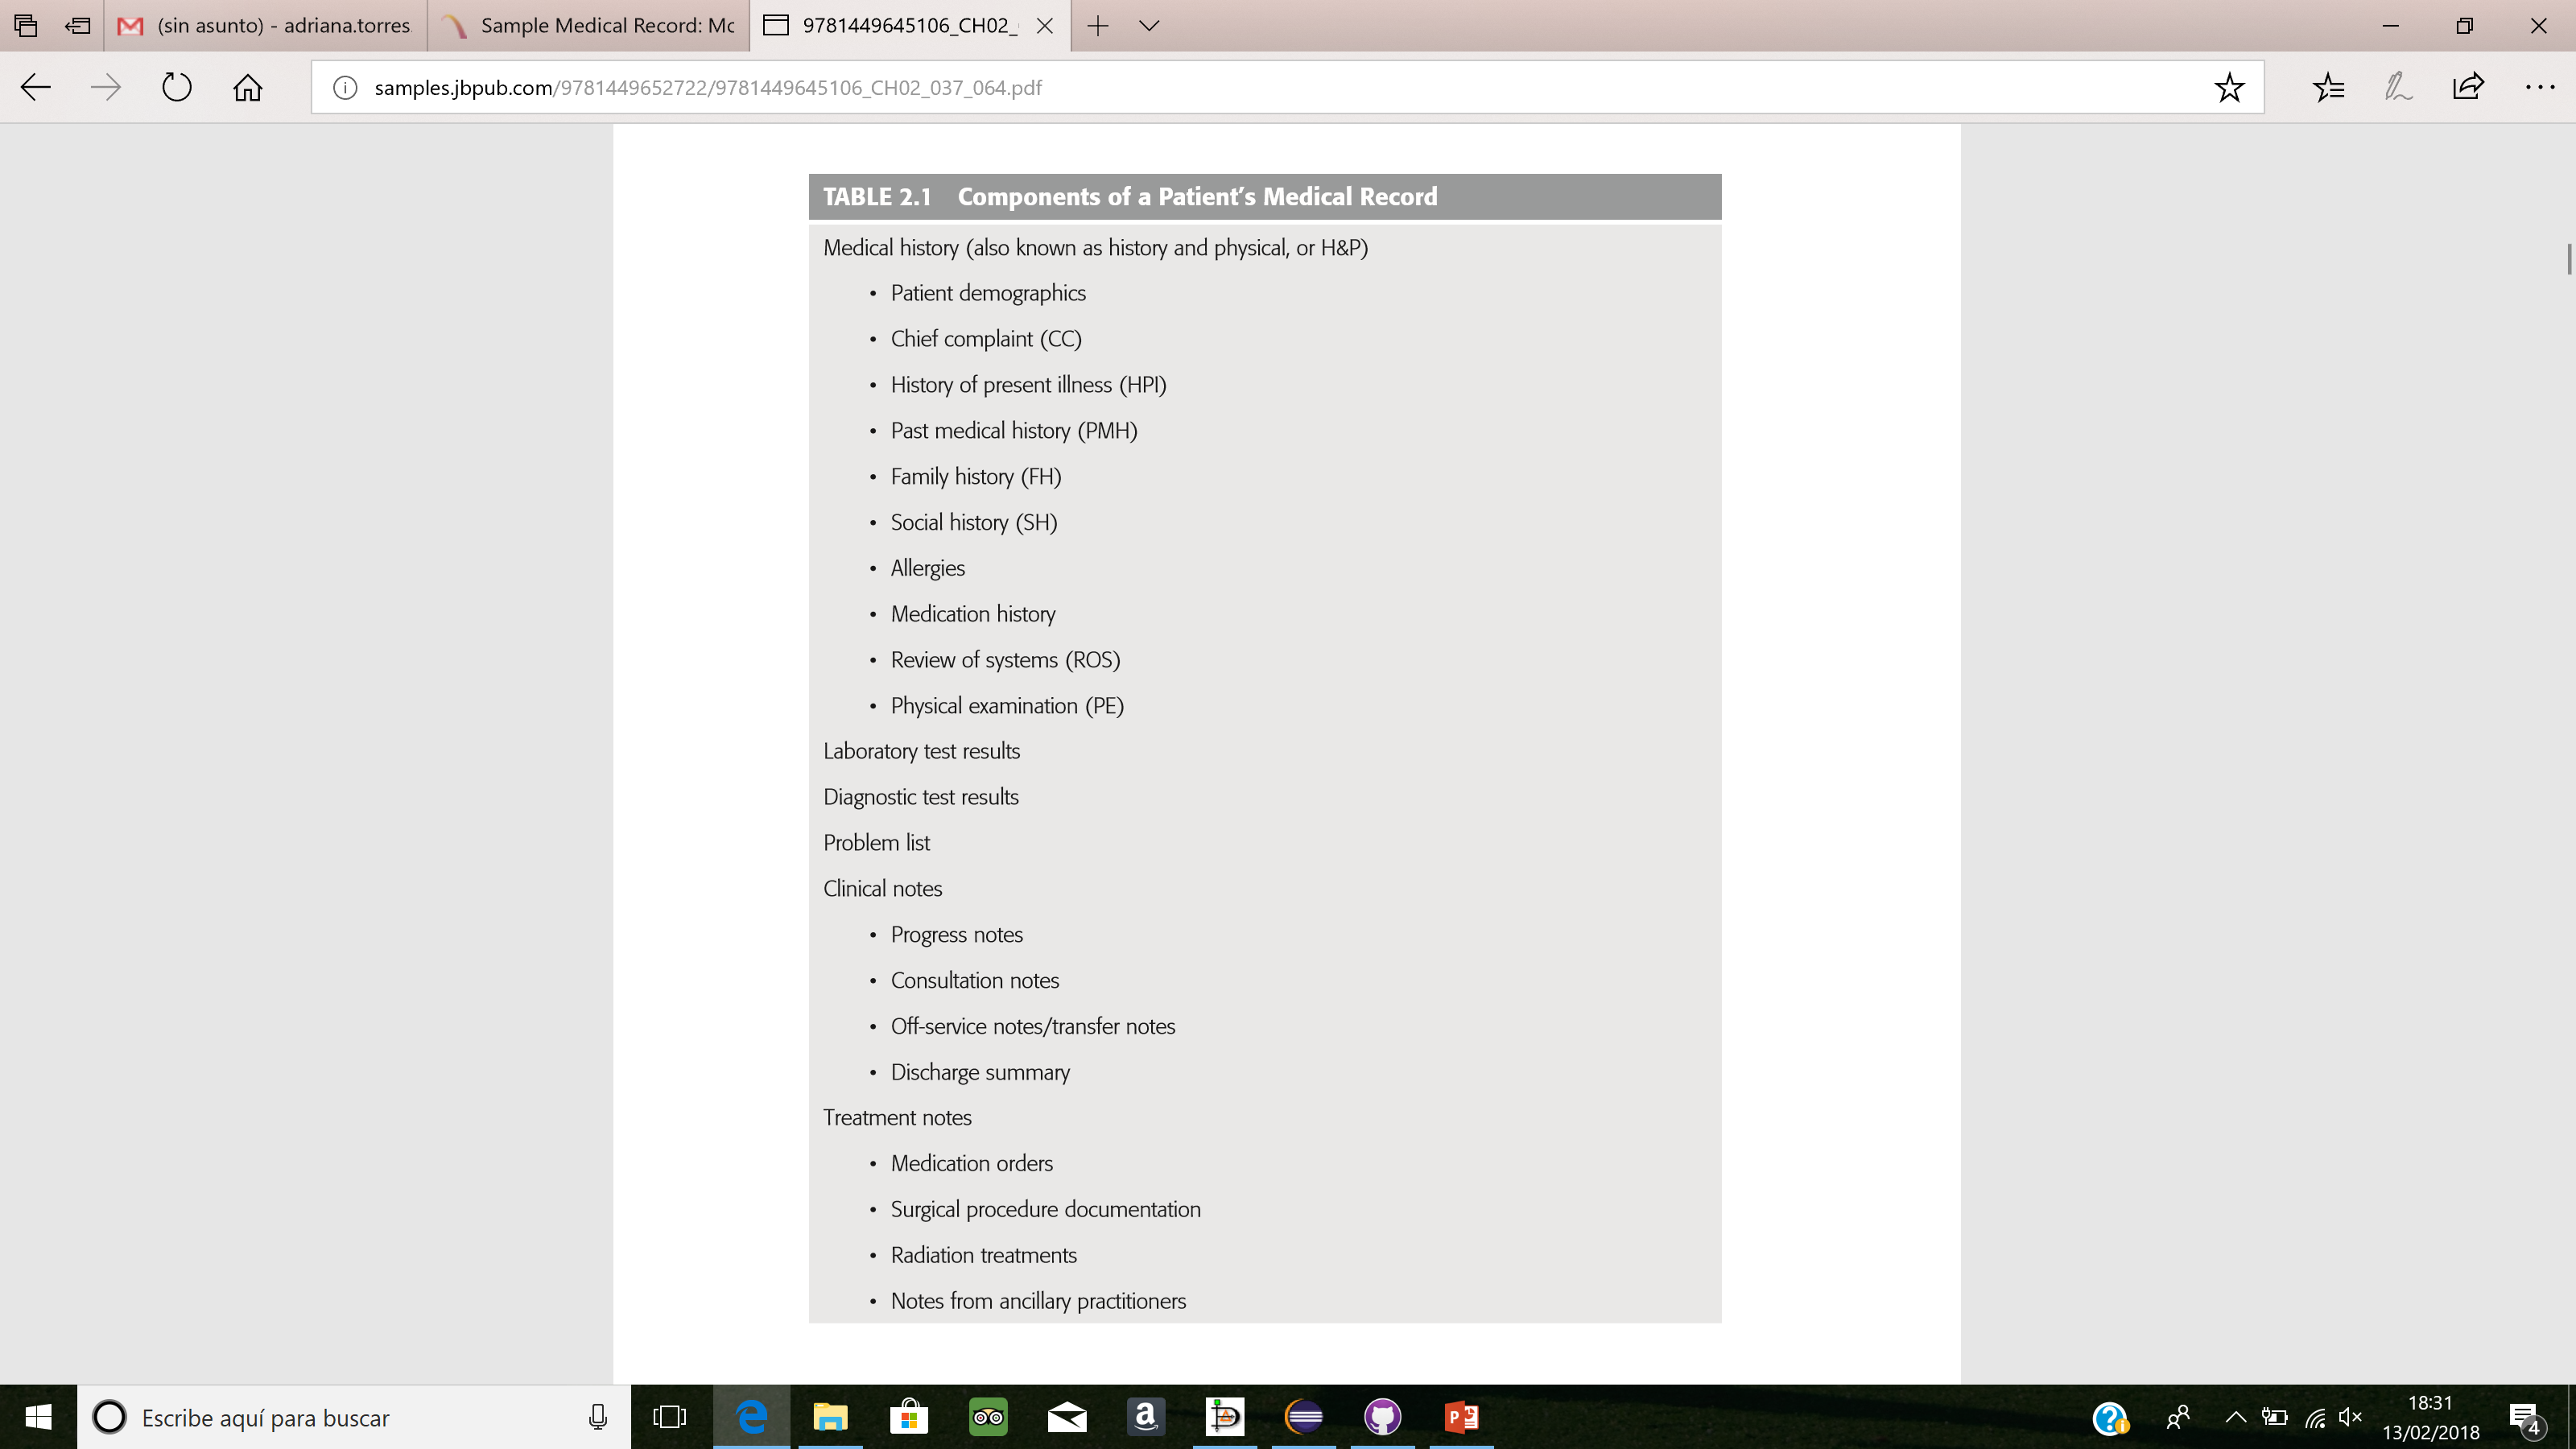 (sin asunto) - adriana.torres
Sample Medical Record: Mc
9781449645106_CH02_
samples.jbpub.com/9781449652722/9781449645106_CH02_037_064.pdf
TABLE 2.1 Components of a Patient's Medical Record
Medical history (also known as history and physical, or H&P)
• Patient demographics
• Chief complaint (CC)
• History of present illness (HPI)
• Past medical history (PMH)
• Family history (FH)
• Social history (SH)
• Allergies
• Medication history
• Review of systems (ROS)
• Physical examination (PE)
Laboratory test results
Diagnostic test results
Problem list
Clinical notes
• Progress notes
• Consultation notes
• Off-service notes/transfer notes
• Discharge summary
Treatment notes
• Medication orders
• Surgical procedure documentation
• Radiation treatments
• Notes from ancillary practitioners
Escribe aquí para buscar
18:31
13/02/2018
4